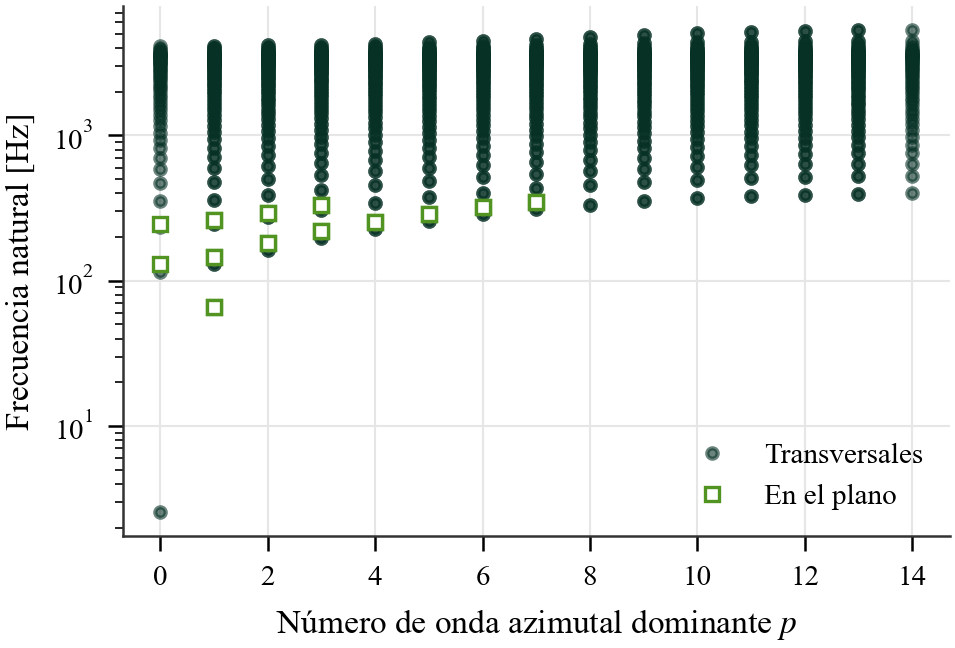 Frecuencia natural [Hz]
10³
10²
10¹
Transversales
En el plano
0 2 4 6 8 10 12 14
Número de onda azimutal dominante p